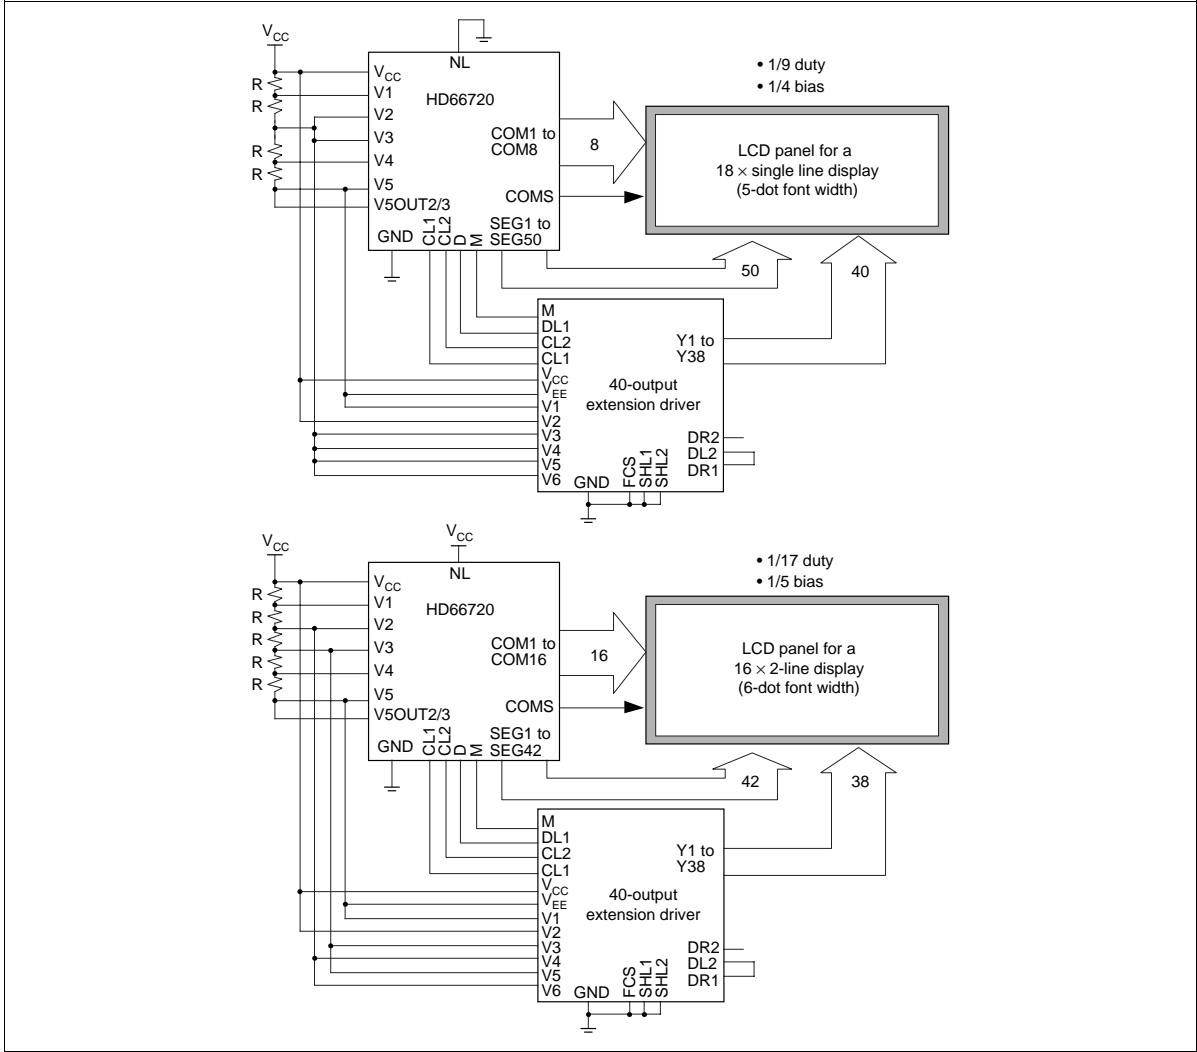 VCC
R
R
R
R
NL
HD66720
VCC
V1
V2
V3
V4
V5
V5OUT2/3
GND
CL1
CL2
D
M
COM1 to
COM8
COMS
SEG1 to
SEG50
8
• 1/9 duty
• 1/4 bias
LCD panel for a
18 × single line display
(5-dot font width)
50
40
M
DL1
CL2
CL1
VCC
VEE
V1
V2
V3
V4
V5
V6
40-output
extension driver
Y1 to
Y38
DR2
DL2
DR1
GND
FCS
SHL1
SHL2
VCC
R
R
R
R
R
VCC
NL
HD66720
VCC
V1
V2
V3
V4
V5
V5OUT2/3
GND
CL1
CL2
D
M
COM1 to
COM16
COMS
SEG1 to
SEG42
16
• 1/17 duty
• 1/5 bias
LCD panel for a
16 × 2-line display
(6-dot font width)
42
38
M
DL1
CL2
CL1
VCC
VEE
V1
V2
V3
V4
V5
V6
40-output
extension driver
Y1 to
Y38
DR2
DL2
DR1
GND
FCS
SHL1
SHL2